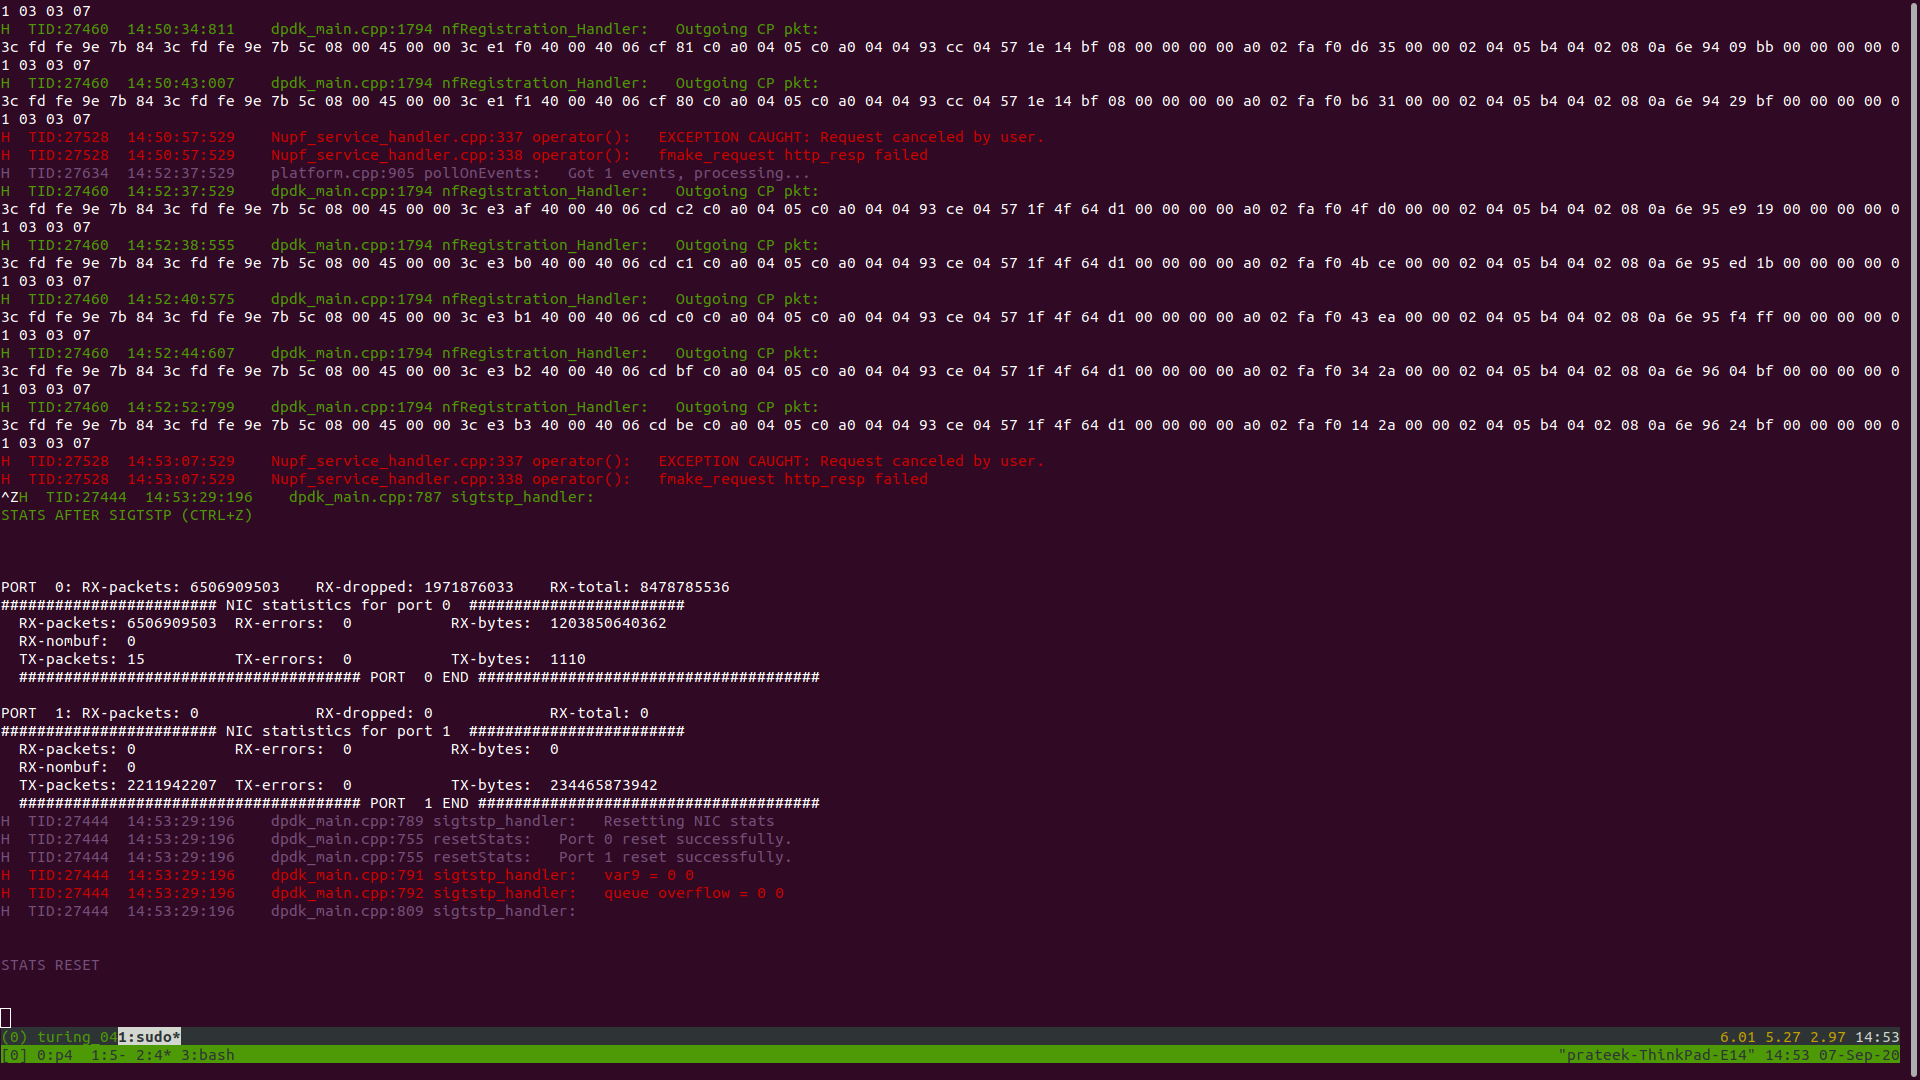 1 03 03 07
H  TID:27460  14:50:34:811    dpdk_main.cpp:1794 nfRegistration_Handler:   Outgoing CP pkt:
3c fd fe 9e 7b 84 3c fd fe 9e 7b 5c 08 00 45 00 00 3c e1 f0 40 00 40 06 cf 81 c0 a0 04 05 c0 a0 04 04 93 cc 04 57 1e 14 bf 08 00 00 00 00 a0 02 fa f0 d6 35 00 00 02 04 05 b4 04 02 08 0a 6e 94 09 bb 00 00 00 00 0
1 03 03 07
H  TID:27460  14:50:43:007    dpdk_main.cpp:1794 nfRegistration_Handler:   Outgoing CP pkt:
3c fd fe 9e 7b 84 3c fd fe 9e 7b 5c 08 00 45 00 00 3c e1 f1 40 00 40 06 cf 80 c0 a0 04 05 c0 a0 04 04 93 cc 04 57 1e 14 bf 08 00 00 00 00 a0 02 fa f0 b6 31 00 00 02 04 05 b4 04 02 08 0a 6e 94 29 bf 00 00 00 00 0
1 03 03 07
H  TID:27528  14:50:57:529    Nupf_service_handler.cpp:337 operator():   EXCEPTION CAUGHT: Request canceled by user.
H  TID:27528  14:50:57:529    Nupf_service_handler.cpp:338 operator():   fmake_request http_resp failed
H  TID:27634  14:52:37:529    platform.cpp:905 pollOnEvents:   Got 1 events, processing...
H  TID:27460  14:52:37:529    dpdk_main.cpp:1794 nfRegistration_Handler:   Outgoing CP pkt:
3c fd fe 9e 7b 84 3c fd fe 9e 7b 5c 08 00 45 00 00 3c e3 af 40 00 40 06 cd c2 c0 a0 04 05 c0 a0 04 04 93 ce 04 57 1f 4f 64 d1 00 00 00 00 a0 02 fa f0 4f d0 00 00 02 04 05 b4 04 02 08 0a 6e 95 e9 19 00 00 00 00 0
1 03 03 07
H  TID:27460  14:52:38:555    dpdk_main.cpp:1794 nfRegistration_Handler:   Outgoing CP pkt:
3c fd fe 9e 7b 84 3c fd fe 9e 7b 5c 08 00 45 00 00 3c e3 b0 40 00 40 06 cd c1 c0 a0 04 05 c0 a0 04 04 93 ce 04 57 1f 4f 64 d1 00 00 00 00 a0 02 fa f0 4b ce 00 00 02 04 05 b4 04 02 08 0a 6e 95 ed 1b 00 00 00 00 0
1 03 03 07
H  TID:27460  14:52:40:575    dpdk_main.cpp:1794 nfRegistration_Handler:   Outgoing CP pkt:
3c fd fe 9e 7b 84 3c fd fe 9e 7b 5c 08 00 45 00 00 3c e3 b1 40 00 40 06 cd c0 c0 a0 04 05 c0 a0 04 04 93 ce 04 57 1f 4f 64 d1 00 00 00 00 a0 02 fa f0 43 ea 00 00 02 04 05 b4 04 02 08 0a 6e 95 f4 ff 00 00 00 00 0
1 03 03 07
H  TID:27460  14:52:44:607    dpdk_main.cpp:1794 nfRegistration_Handler:   Outgoing CP pkt:
3c fd fe 9e 7b 84 3c fd fe 9e 7b 5c 08 00 45 00 00 3c e3 b2 40 00 40 06 cd bf c0 a0 04 05 c0 a0 04 04 93 ce 04 57 1f 4f 64 d1 00 00 00 00 a0 02 fa f0 34 2a 00 00 02 04 05 b4 04 02 08 0a 6e 96 04 bf 00 00 00 00 0
1 03 03 07
H  TID:27460  14:52:52:799    dpdk_main.cpp:1794 nfRegistration_Handler:   Outgoing CP pkt:
3c fd fe 9e 7b 84 3c fd fe 9e 7b 5c 08 00 45 00 00 3c e3 b3 40 00 40 06 cd be c0 a0 04 05 c0 a0 04 04 93 ce 04 57 1f 4f 64 d1 00 00 00 00 a0 02 fa f0 14 2a 00 00 02 04 05 b4 04 02 08 0a 6e 96 24 bf 00 00 00 00 0
1 03 03 07
H  TID:27528  14:53:07:529    Nupf_service_handler.cpp:337 operator():   EXCEPTION CAUGHT: Request canceled by user.
H  TID:27528  14:53:07:529    Nupf_service_handler.cpp:338 operator():   fmake_request http_resp failed
^ZH  TID:27444  14:53:29:196    dpdk_main.cpp:787 sigtstp_handler:
STATS AFTER SIGTSTP (CTRL+Z)
PORT  0: RX-packets: 6506909503    RX-dropped: 1971876033    RX-total: 8478785536
######################## NIC statistics for port 0  ########################
RX-packets: 6506909503  RX-errors:  0           RX-bytes:  1203850640362
RX-nombuf:  0
TX-packets: 15          TX-errors:  0           TX-bytes:  1110
###################################### PORT  0 END ######################################
PORT  1: RX-packets: 0             RX-dropped: 0             RX-total: 0
######################## NIC statistics for port 1  ########################
RX-packets: 0           RX-errors:  0           RX-bytes:  0
RX-nombuf:  0
TX-packets: 2211942207  TX-errors:  0           TX-bytes:  234465873942
###################################### PORT  1 END ######################################
H  TID:27444  14:53:29:196    dpdk_main.cpp:789 sigtstp_handler:   Resetting NIC stats
H  TID:27444  14:53:29:196    dpdk_main.cpp:755 resetStats:   Port 0 reset successfully.
H  TID:27444  14:53:29:196    dpdk_main.cpp:755 resetStats:   Port 1 reset successfully.
H  TID:27444  14:53:29:196    dpdk_main.cpp:791 sigtstp_handler:   var9 = 0 0
H  TID:27444  14:53:29:196    dpdk_main.cpp:792 sigtstp_handler:   queue overflow = 0 0
H  TID:27444  14:53:29:196    dpdk_main.cpp:809 sigtstp_handler:
STATS RESET
(0) turing_041:sudo*    6.01 5.27 2.97 14:53
[0] 0:p4  1:5- 2:4* 3:bash    "prateek-ThinkPad-E14" 14:53 07-Sep-20